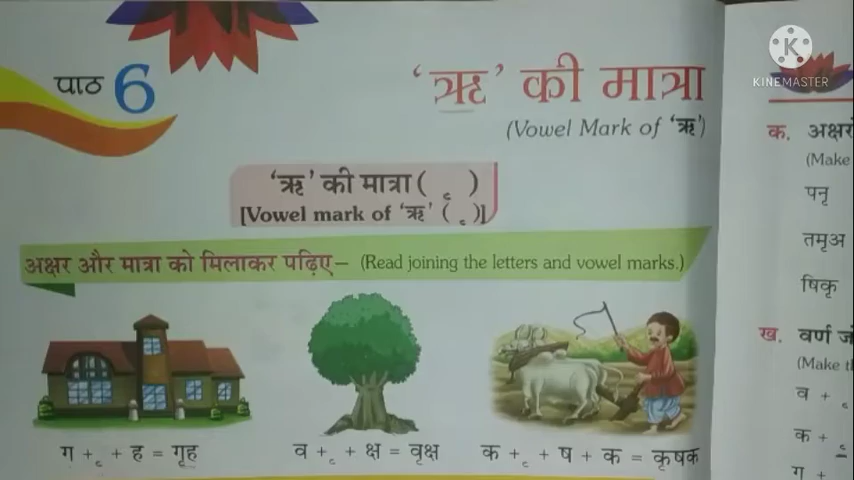 पाठ 6
'ऋ' की मात्रा
(Vowel Mark of 'ऋ')
'ऋ' की मात्रा ( ृ )
[Vowel mark of 'ऋ' ( ृ )]
अक्षर और मात्रा को मिलाकर पढ़िए– (Read joining the letters and vowel marks.)
ग + ृ + ह = गृह
व + ृ + क्ष = वृक्ष
क + ृ + ष + क = कृषक
K
KINEMASTER
क. अक्षर
(Make
पनृ
तमृअ
षिकृ
ख. वर्ण
(Make
व + ृ
क + ृ
ग +